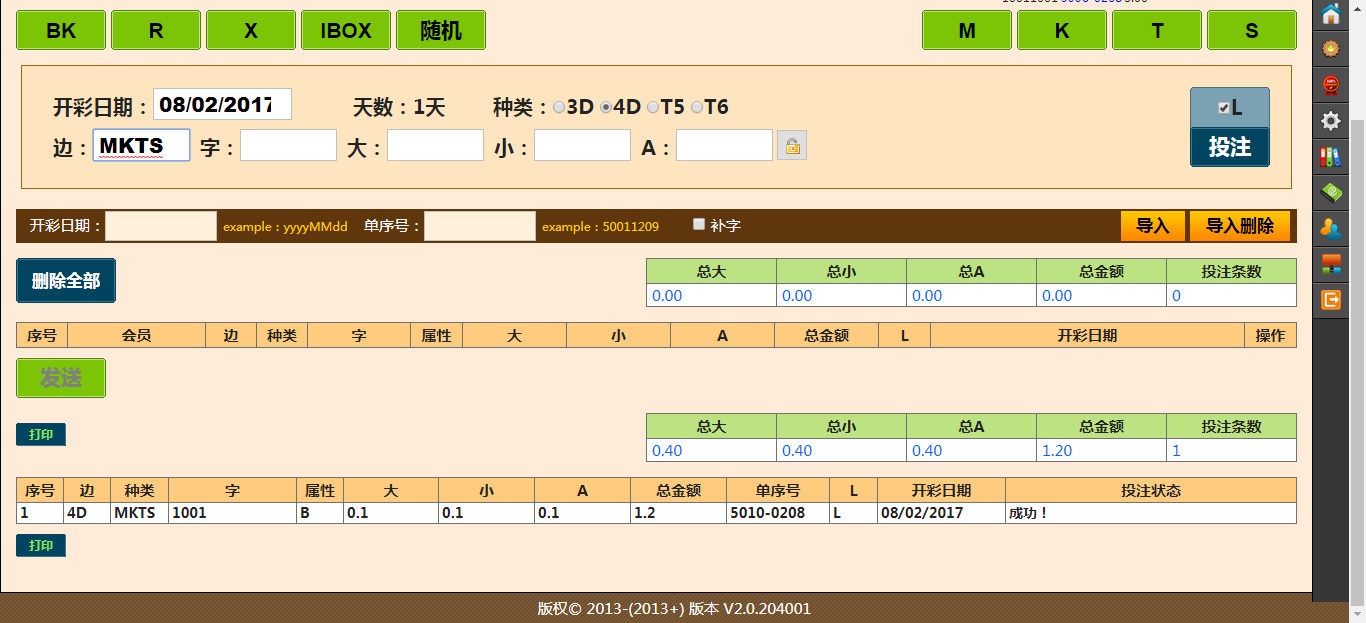 BK R X IBOX 随机 M K T S
开彩日期： 08/02/2017 天数：1天 种类： 3D 4D T5 T6 L
边： MKTS 字： 大： 小： A： 投注
开彩日期： example : yyyyMMdd 单序号： example : 50011209 补字 导入 导入删除
删除全部
总大 总小 总A 总金额 投注条数
0.00 0.00 0.00 0.00 0
序号 会员 边 种类 字 属性 大 小 A 总金额 L 开彩日期 操作
发送
打印
总大 总小 总A 总金额 投注条数
0.40 0.40 0.40 1.20 1
序号 边 种类 字 属性 大 小 A 总金额 单序号 L 开彩日期 投注状态
1 4D MKTS 1001 B 0.1 0.1 0.1 1.2 5010-0208 L 08/02/2017 成功！
打印
版权© 2013-(2013+) 版本 V2.0.204001